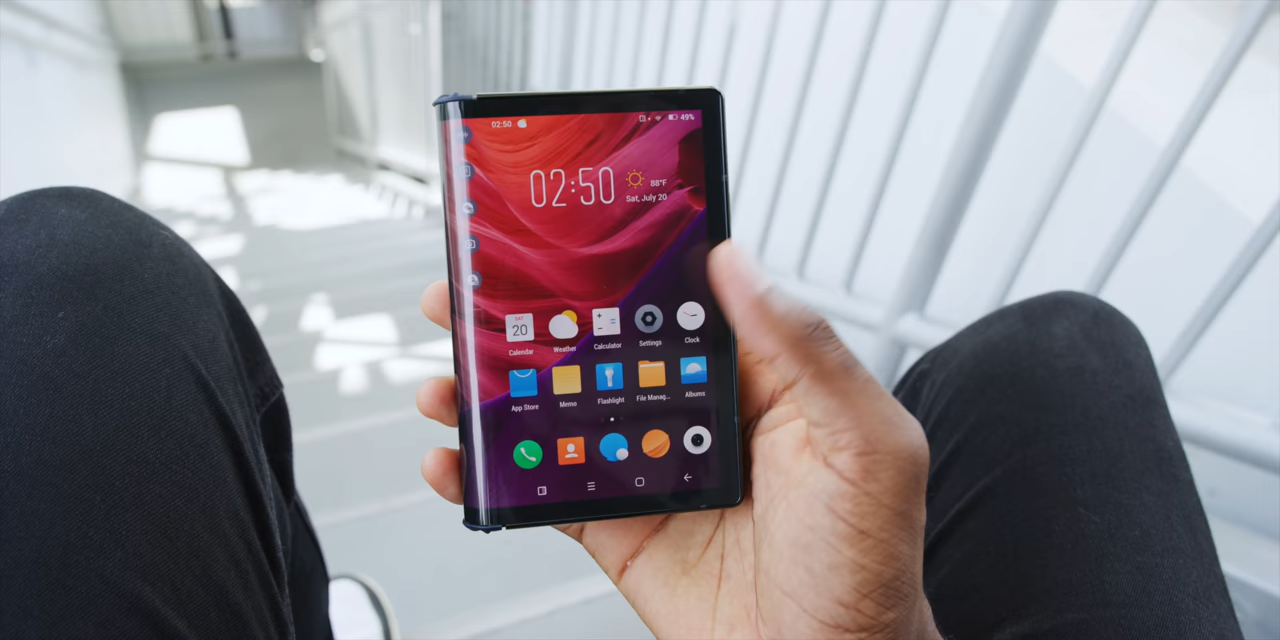 02:50
49%
02:50
88°F
Sat, July 20
SAT
20
Calendar
Weather
Calculator
Settings
Clock
App Store
Memo
Flashlight
File Manag...
Albums